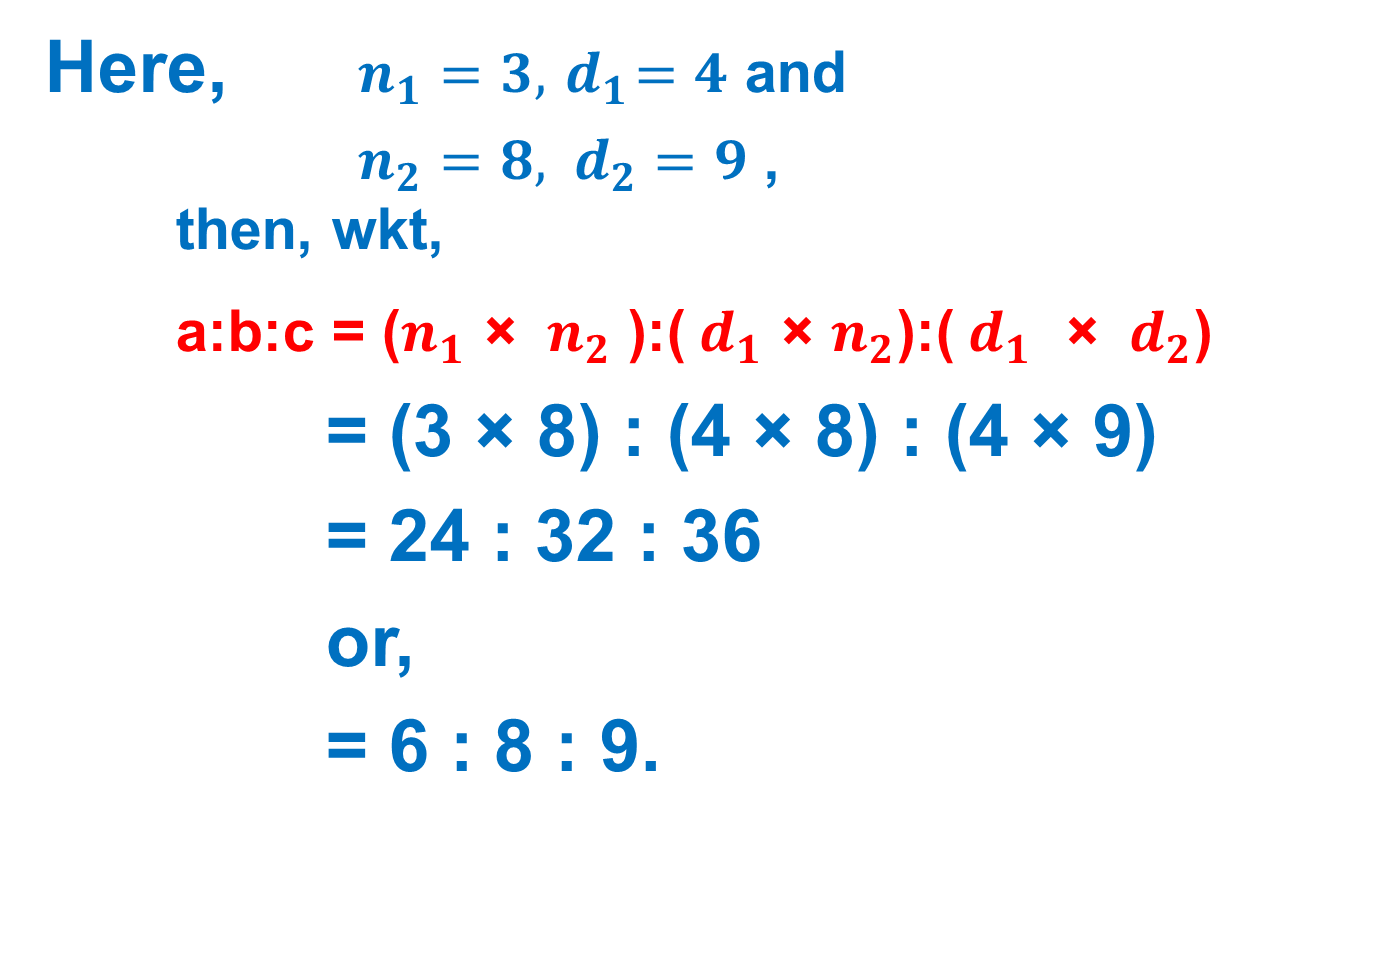 Here, n₁ = 3, d₁= 4 and
n₂ = 8, d₂ = 9 ,
then, wkt,
a:b:c = (n₁ × n₂ ):( d₁ × n₂):( d₁ × d₂)
= (3 × 8) : (4 × 8) : (4 × 9)
= 24 : 32 : 36
or,
= 6 : 8 : 9.